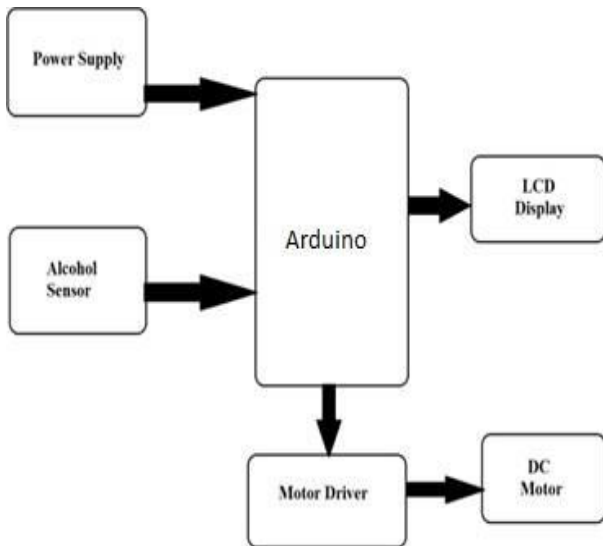 Power Supply
Alcohol
Sensor
Arduino
LCD
Display
Motor Driver
DC
Motor